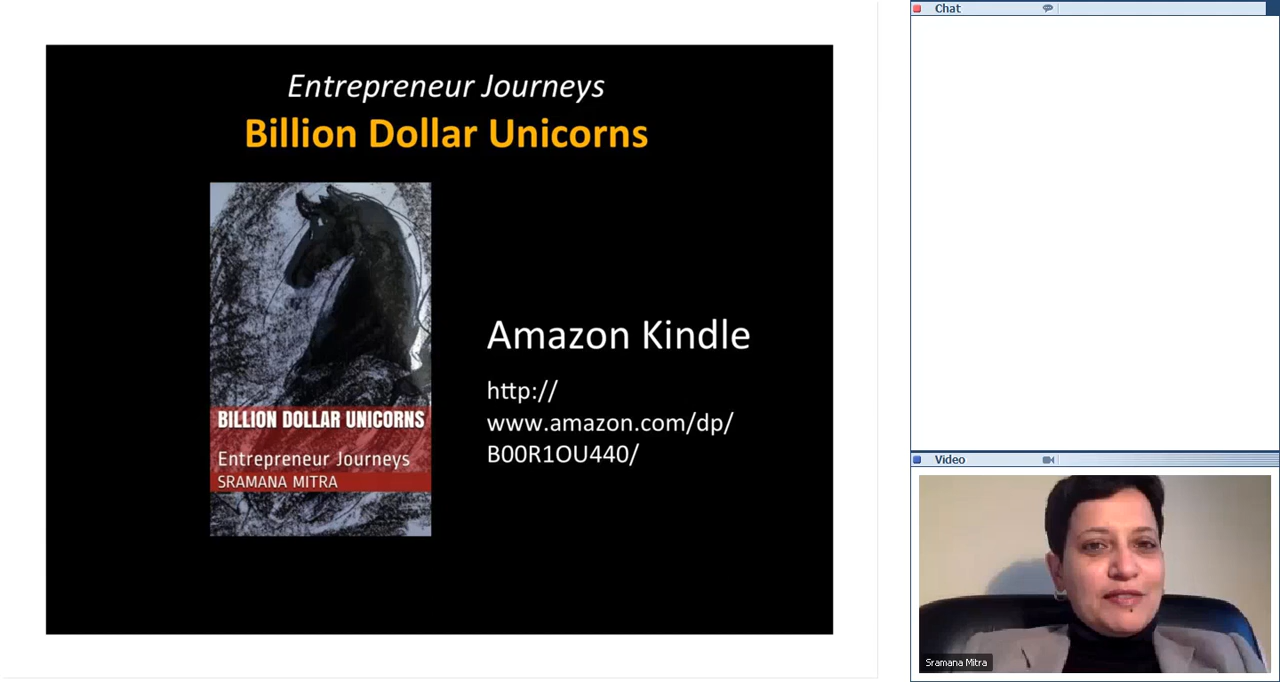 Entrepreneur Journeys
Billion Dollar Unicorns
BILLION DOLLAR UNICORNS
Entrepreneur Journeys
SRAMANA MITRA
Amazon Kindle
http://
www.amazon.com/dp/
B00R1OU440/
Chat
Video
Sramana Mitra